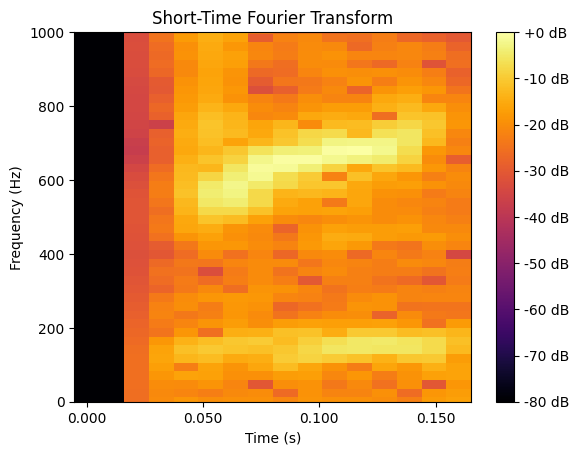 Short-Time Fourier Transform
1000
800
600
400
200
0
Frequency (Hz)
0.000
0.050
0.100
0.150
Time (s)
+0 dB
-10 dB
-20 dB
-30 dB
-40 dB
-50 dB
-60 dB
-70 dB
-80 dB